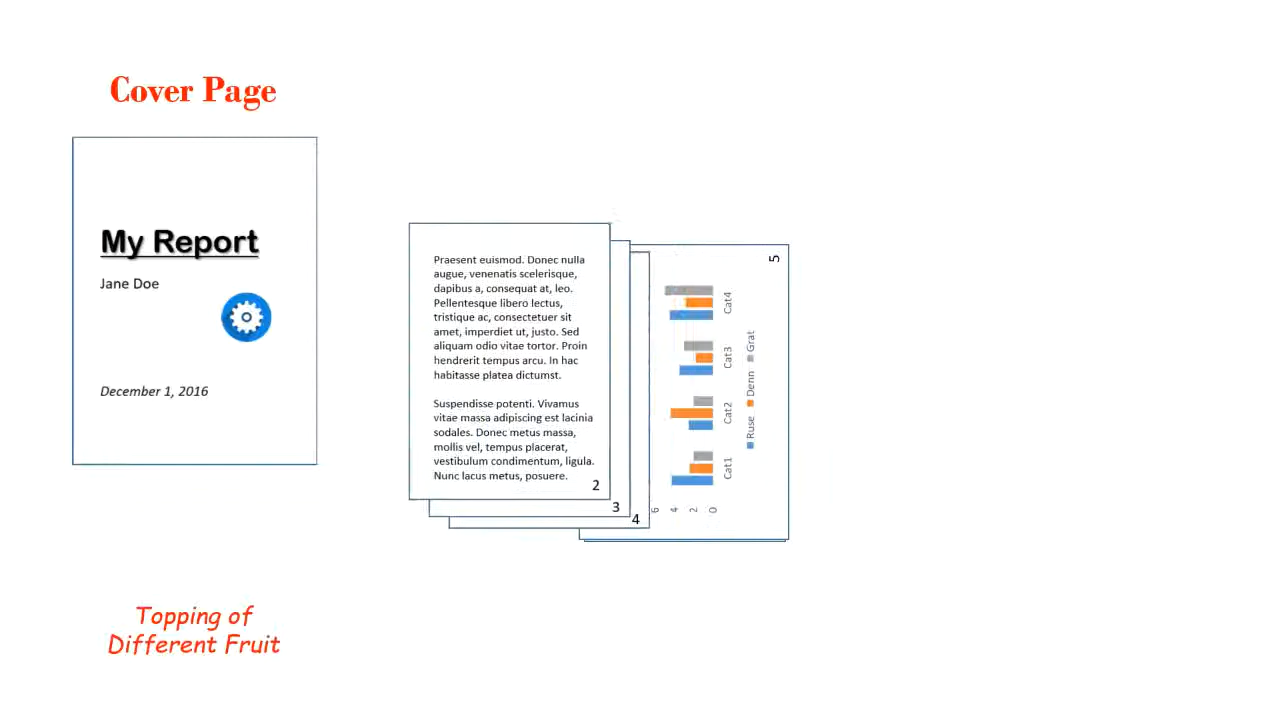 Cover Page
My Report
Jane Doe
December 1, 2016
Praesent euismod. Donec nulla
augue, venenatis scelerisque,
dapibus a, consequat at, leo.
Pellentesque libero lectus,
tristique ac, consectetuer sit
amet, imperdiet ut, justo. Sed
aliquam odio vitae tortor. Proin
hendrerit tempus arcu. In hac
habitasse platea dictumst.
Suspendisse potenti. Vivamus
vitae massa adipiscing est lacinia
sodales. Donec metus massa,
mollis vel, tempus placerat,
vestibulum condimentum, ligula.
Nunc lacus metus, posuere.
2
3
4
5
0 2 4 6
Cat1 Cat2 Cat3 Cat4
Ruse Denn Grat
Topping of
Different Fruit